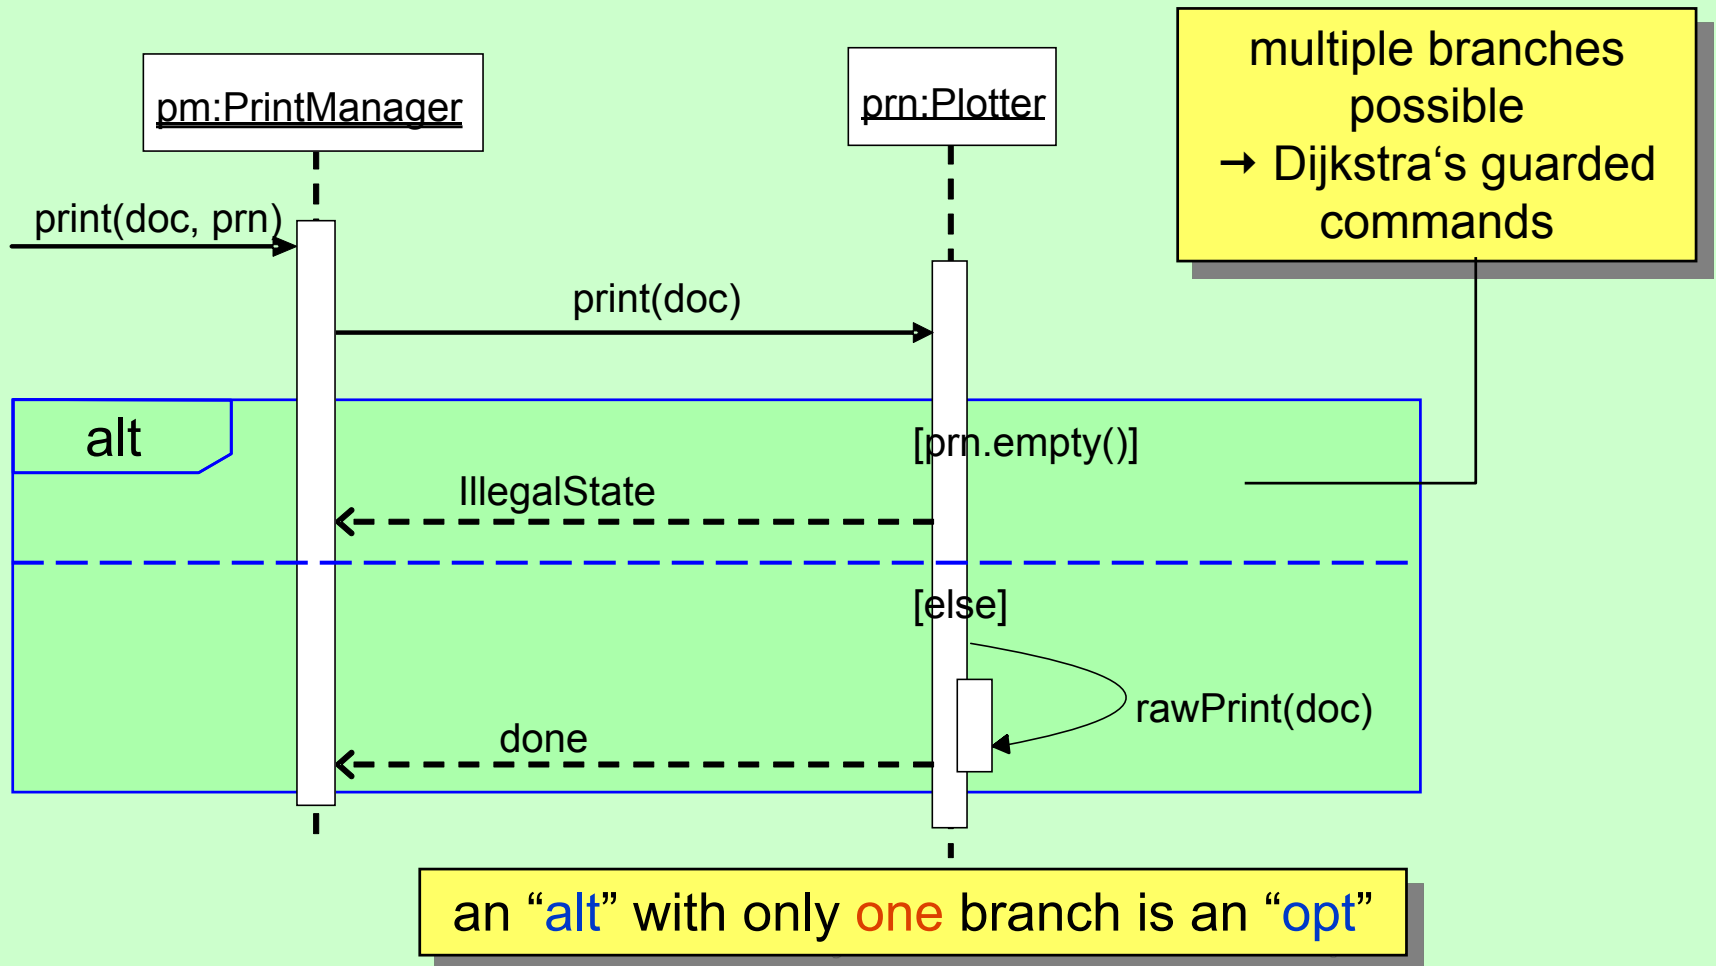 multiple branches
possible
→ Dijkstra‘s guarded
commands
pm:PrintManager
prn:Plotter
print(doc, prn)
print(doc)
alt
[prn.empty()]
IllegalState
[else]
rawPrint(doc)
done
an “alt” with only one branch is an “opt”